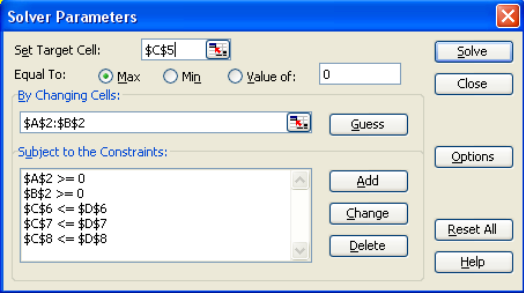 Solver Parameters
Set Target Cell: $C$5 Solve
Equal To: Max Min Value of: 0 Close
By Changing Cells:
$A$2:$B$2 Guess
Subject to the Constraints: Options
$A$2 >= 0 Add
$B$2 >= 0
$C$6 <= $D$6 Change
$C$7 <= $D$7 Reset All
$C$8 <= $D$8 Delete
Help